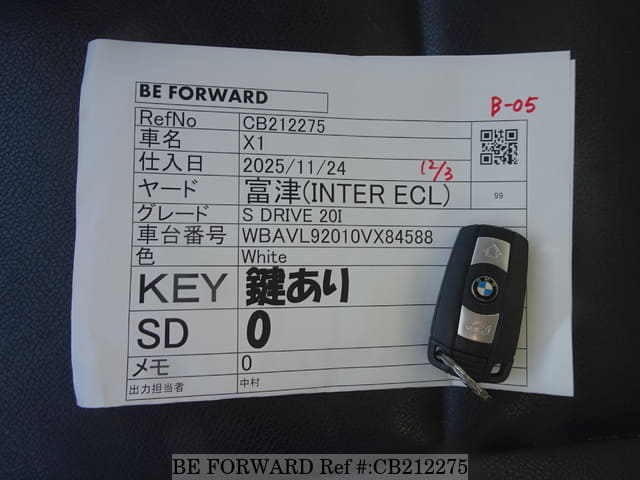 BE FORWARD
B-05
RefNo CB212275
車名 X1
仕入日 2025/11/24 12/3
ヤード 富津(INTER ECL) 99
グレード S DRIVE 20I
車台番号 WBAVL92010VX84588
色 White
KEY 鍵あり
SD 0
メモ 0
出力担当者 中村
BE FORWARD Ref #:CB212275